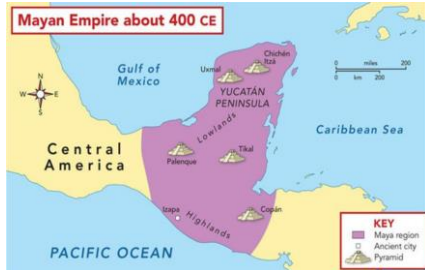 Mayan Empire about 400 CE
Gulf of
Mexico
N
W
E
S
Uxmal
Chichén
Itzá
YUCATÁN
PENINSULA
0 miles 200
0 km 200
Lowlands
Caribbean Sea
Central
America
Palenque
Tikal
Izapa
Highlands
Copán
PACIFIC OCEAN
KEY
Maya region
Ancient city
Pyramid